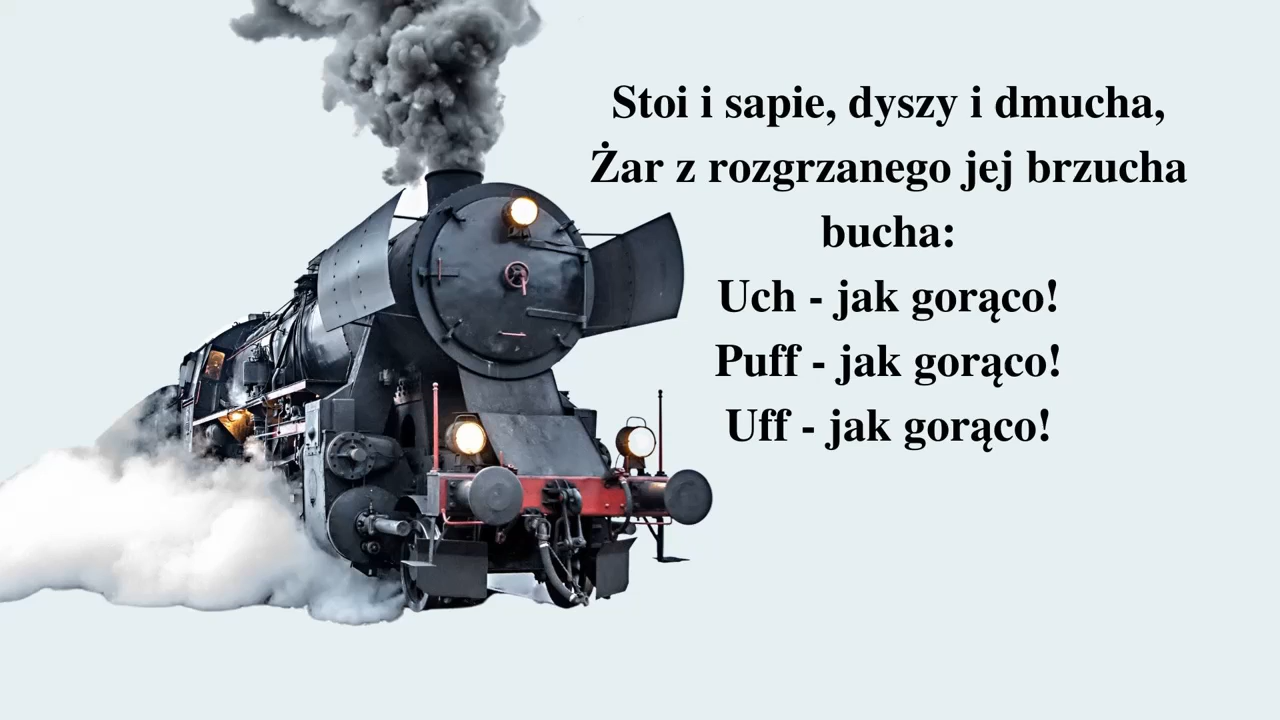 Stoi i sapie, dyszy i dmucha,
Żar z rozgrzanego jej brzucha
bucha:
Uch - jak gorąco!
Puff - jak gorąco!
Uff - jak gorąco!